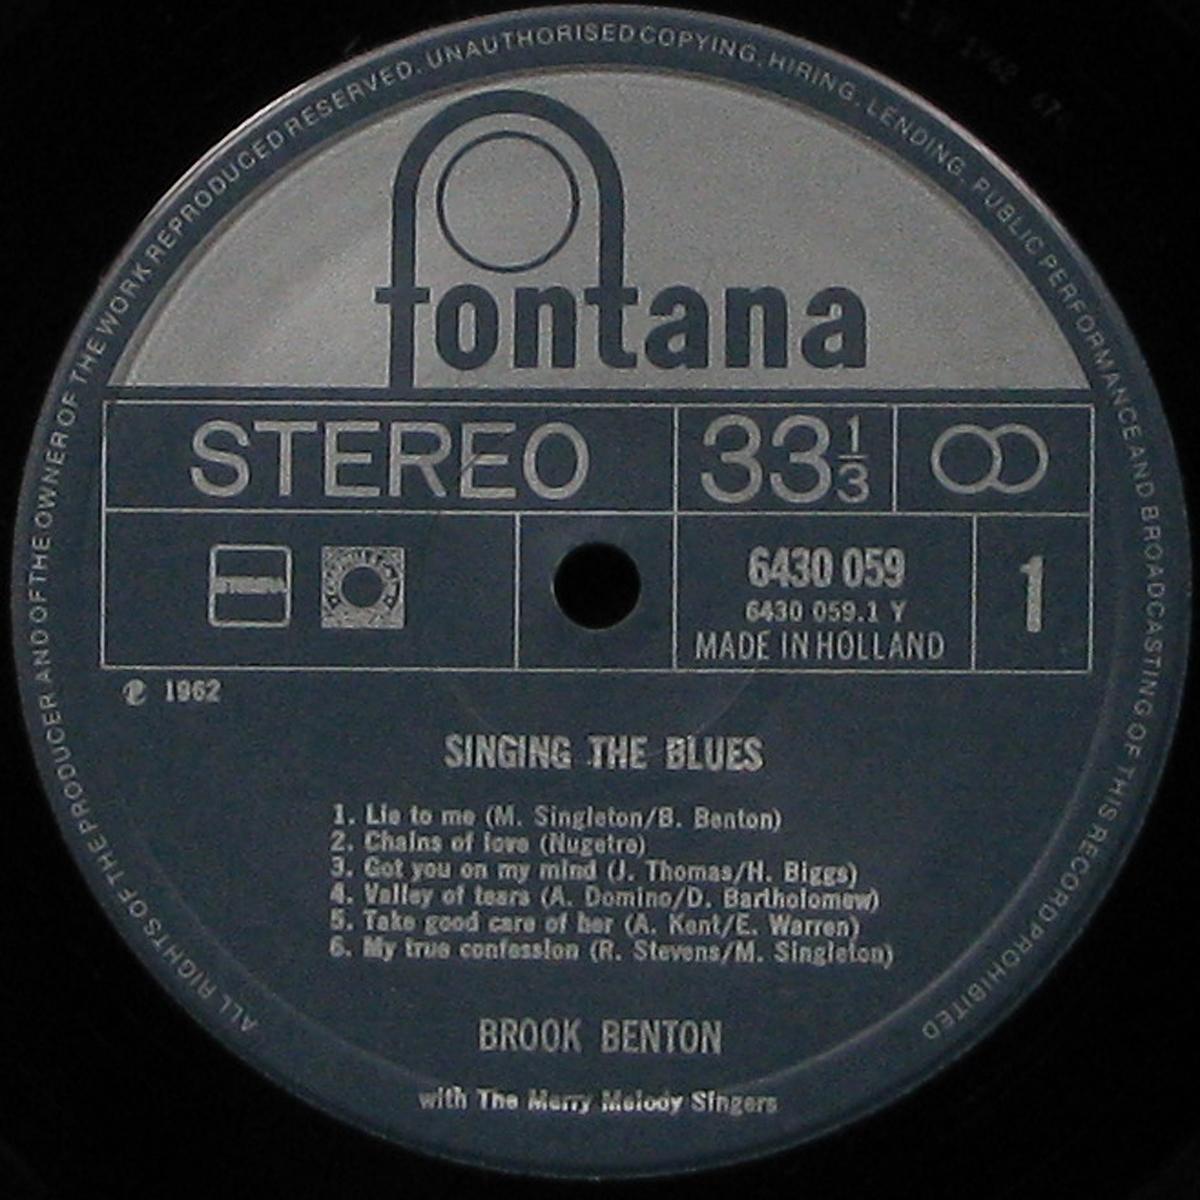 ALL RIGHTS OF THE PRODUCER AND OF THE OWNER OF THE WORK REPRODUCED RESERVED. UNAUTHORISED COPYING, HIRING, LENDING, PUBLIC PERFORMANCE AND BROADCASTING OF THIS RECORD PROHIBITED
fontana
STEREO 33 1/3
6430 059
6430 059.1 Y
MADE IN HOLLAND
1
℗ 1962
SINGING THE BLUES
1. Lie to me (M. Singleton/B. Benton)
2. Chains of love (Nugetre)
3. Got you on my mind (J. Thomas/H. Biggs)
4. Valley of tears (A. Domino/D. Bartholomew)
5. Take good care of her (A. Kent/E. Warren)
6. My true confession (R. Stevens/M. Singleton)
BROOK BENTON
with The Merry Melody Singers